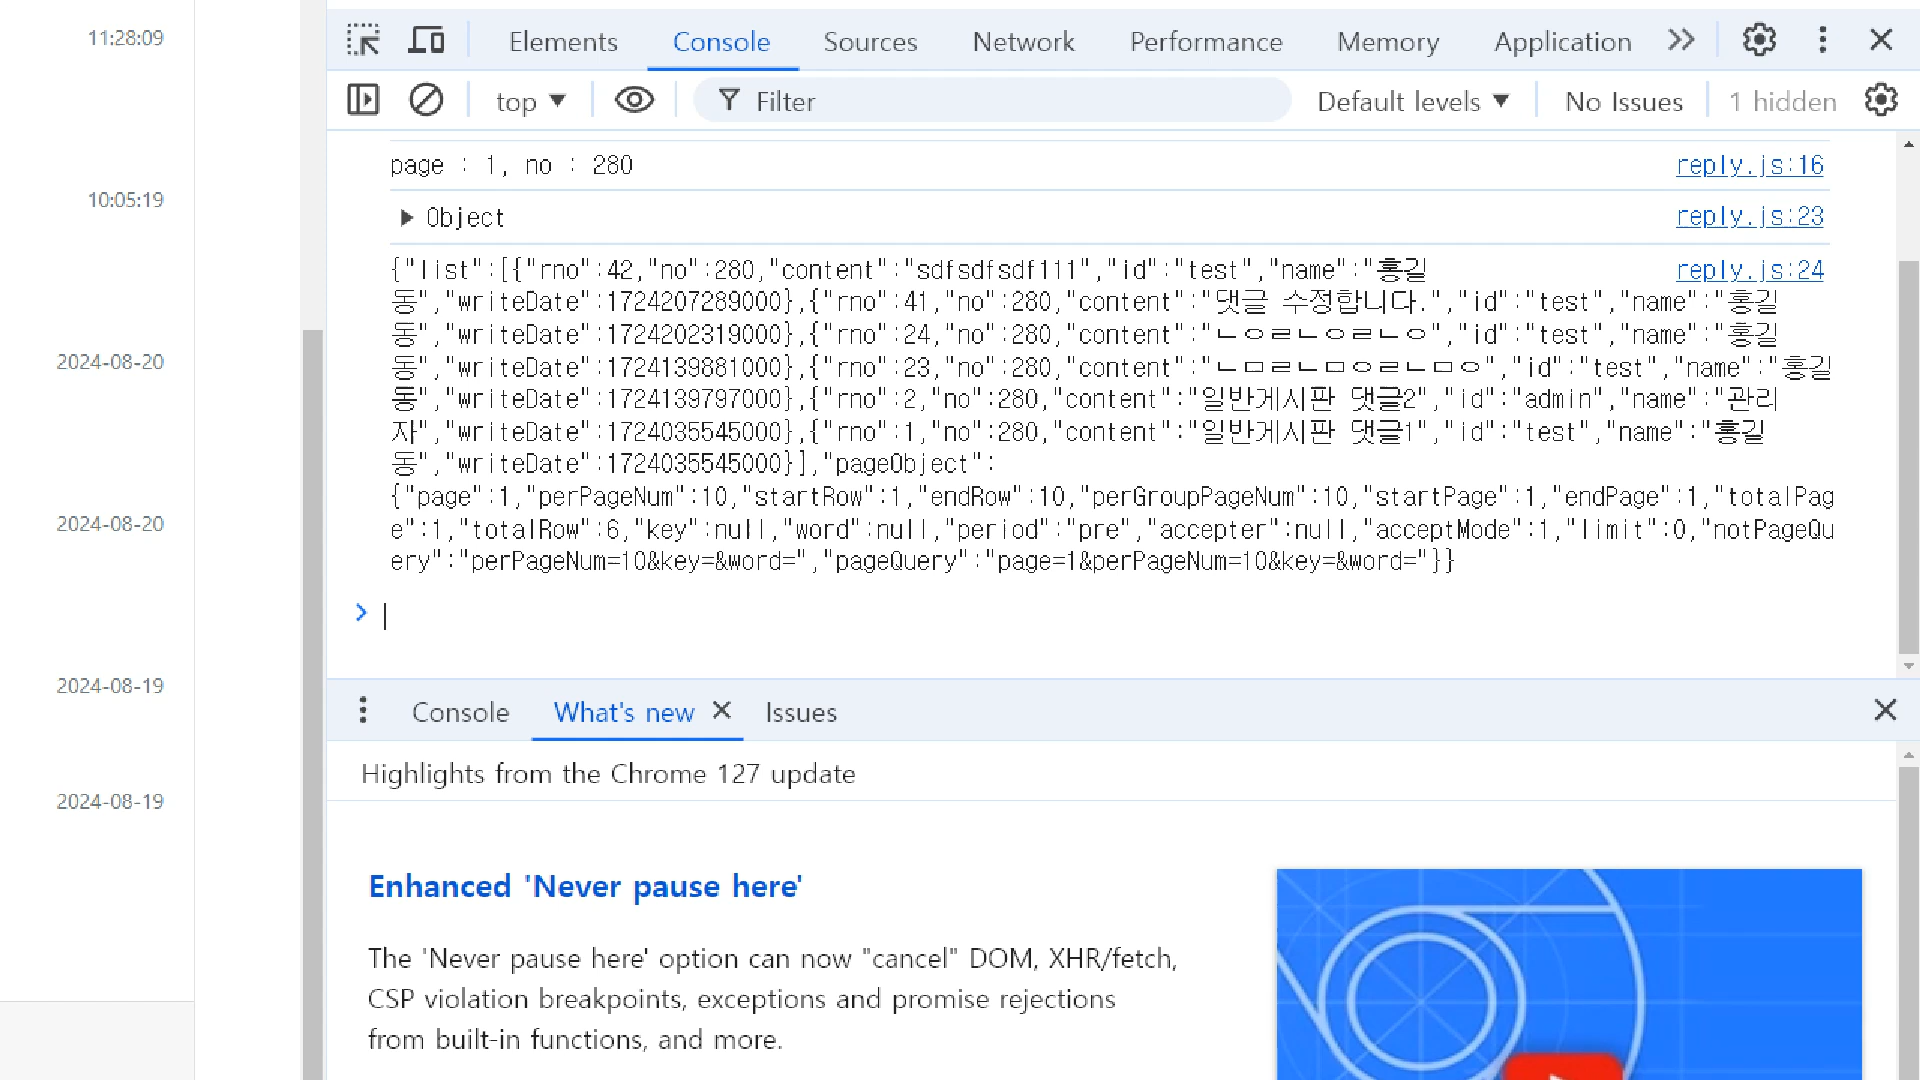 11:28:09
10:05:19
2024-08-20
2024-08-20
2024-08-19
2024-08-19
Elements Console Sources Network Performance Memory Application
top ▼ Filter Default levels ▼ No Issues 1 hidden
page : 1, no : 280 reply.js:16
▶ Object reply.js:23
{"list":[{"rno":42,"no":280,"content":"sdfsdfsdf111","id":"test","name":"홍길 reply.js:24
동","writeDate":1724207289000},{"rno":41,"no":280,"content":"댓글 수정합니다.","id":"test","name":"홍길
동","writeDate":1724202319000},{"rno":24,"no":280,"content":"ㄴㅇㄹㄴㅇㄹㄴㅇ","id":"test","name":"홍길
동","writeDate":1724139881000},{"rno":23,"no":280,"content":"ㄴㅁㄹㄴㅁㅇㄹㄴㅁㅇ","id":"test","name":"홍길
동","writeDate":1724139797000},{"rno":2,"no":280,"content":"일반게시판 댓글2","id":"admin","name":"관리
자","writeDate":1724035545000},{"rno":1,"no":280,"content":"일반게시판 댓글1","id":"test","name":"홍길
동","writeDate":1724035545000}],"pageObject":
{"page":1,"perPageNum":10,"startRow":1,"endRow":10,"perGroupPageNum":10,"startPage":1,"endPage":1,"totalPag
e":1,"totalRow":6,"key":null,"word":null,"period":"pre","accepter":null,"acceptMode":1,"limit":0,"notPageQu
ery":"perPageNum=10&key=&word=","pageQuery":"page=1&perPageNum=10&key=&word="}}
Console What's new Issues
Highlights from the Chrome 127 update
Enhanced 'Never pause here'
The 'Never pause here' option can now "cancel" DOM, XHR/fetch,
CSP violation breakpoints, exceptions and promise rejections
from built-in functions, and more.